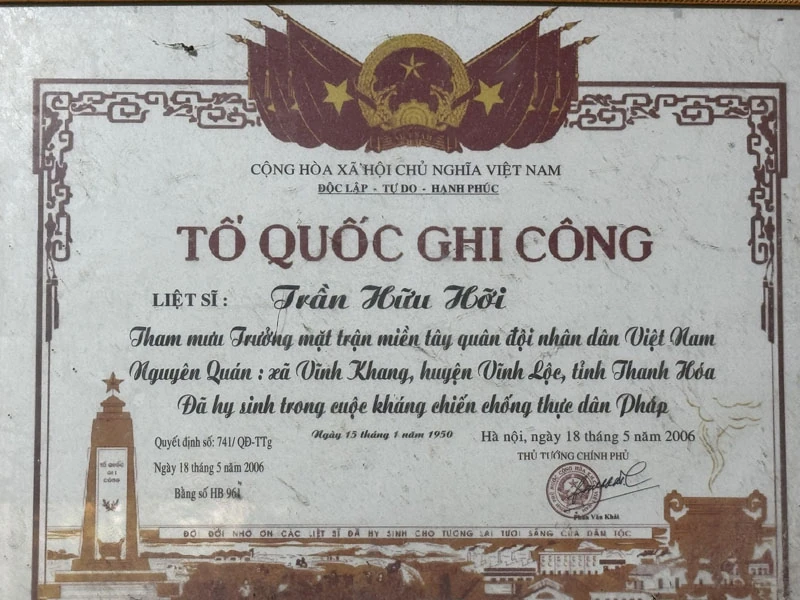 CỘNG HÒA XÃ HỘI CHỦ NGHĨA VIỆT NAM
ĐỘC LẬP - TỰ DO - HẠNH PHÚC
TỔ QUỐC GHI CÔNG
LIỆT SĨ : Trần Hữu Hỡi
Tham mưu Trưởng mặt trận miền tây quân đội nhân dân Việt Nam
Nguyên Quán : xã Vĩnh Khang, huyện Vĩnh Lộc, tỉnh Thanh Hóa
Đã hy sinh trong cuộc kháng chiến chống thực dân Pháp
Ngày 15 tháng 1 năm 1950
Quyết định số: 741/ QĐ-TTg
Ngày 18 tháng 5 năm 2006
Bằng số HB 961
Hà nội, ngày 18 tháng 5 năm 2006
THỦ TƯỚNG CHÍNH PHỦ
Phan Văn Khải
TỔ QUỐC
GHI
CÔNG
ĐỜI ĐỜI NHỚ ƠN CÁC LIỆT SĨ ĐÃ HY SINH CHO TƯƠNG LAI TƯƠI SÁNG CỦA DÂN TỘC